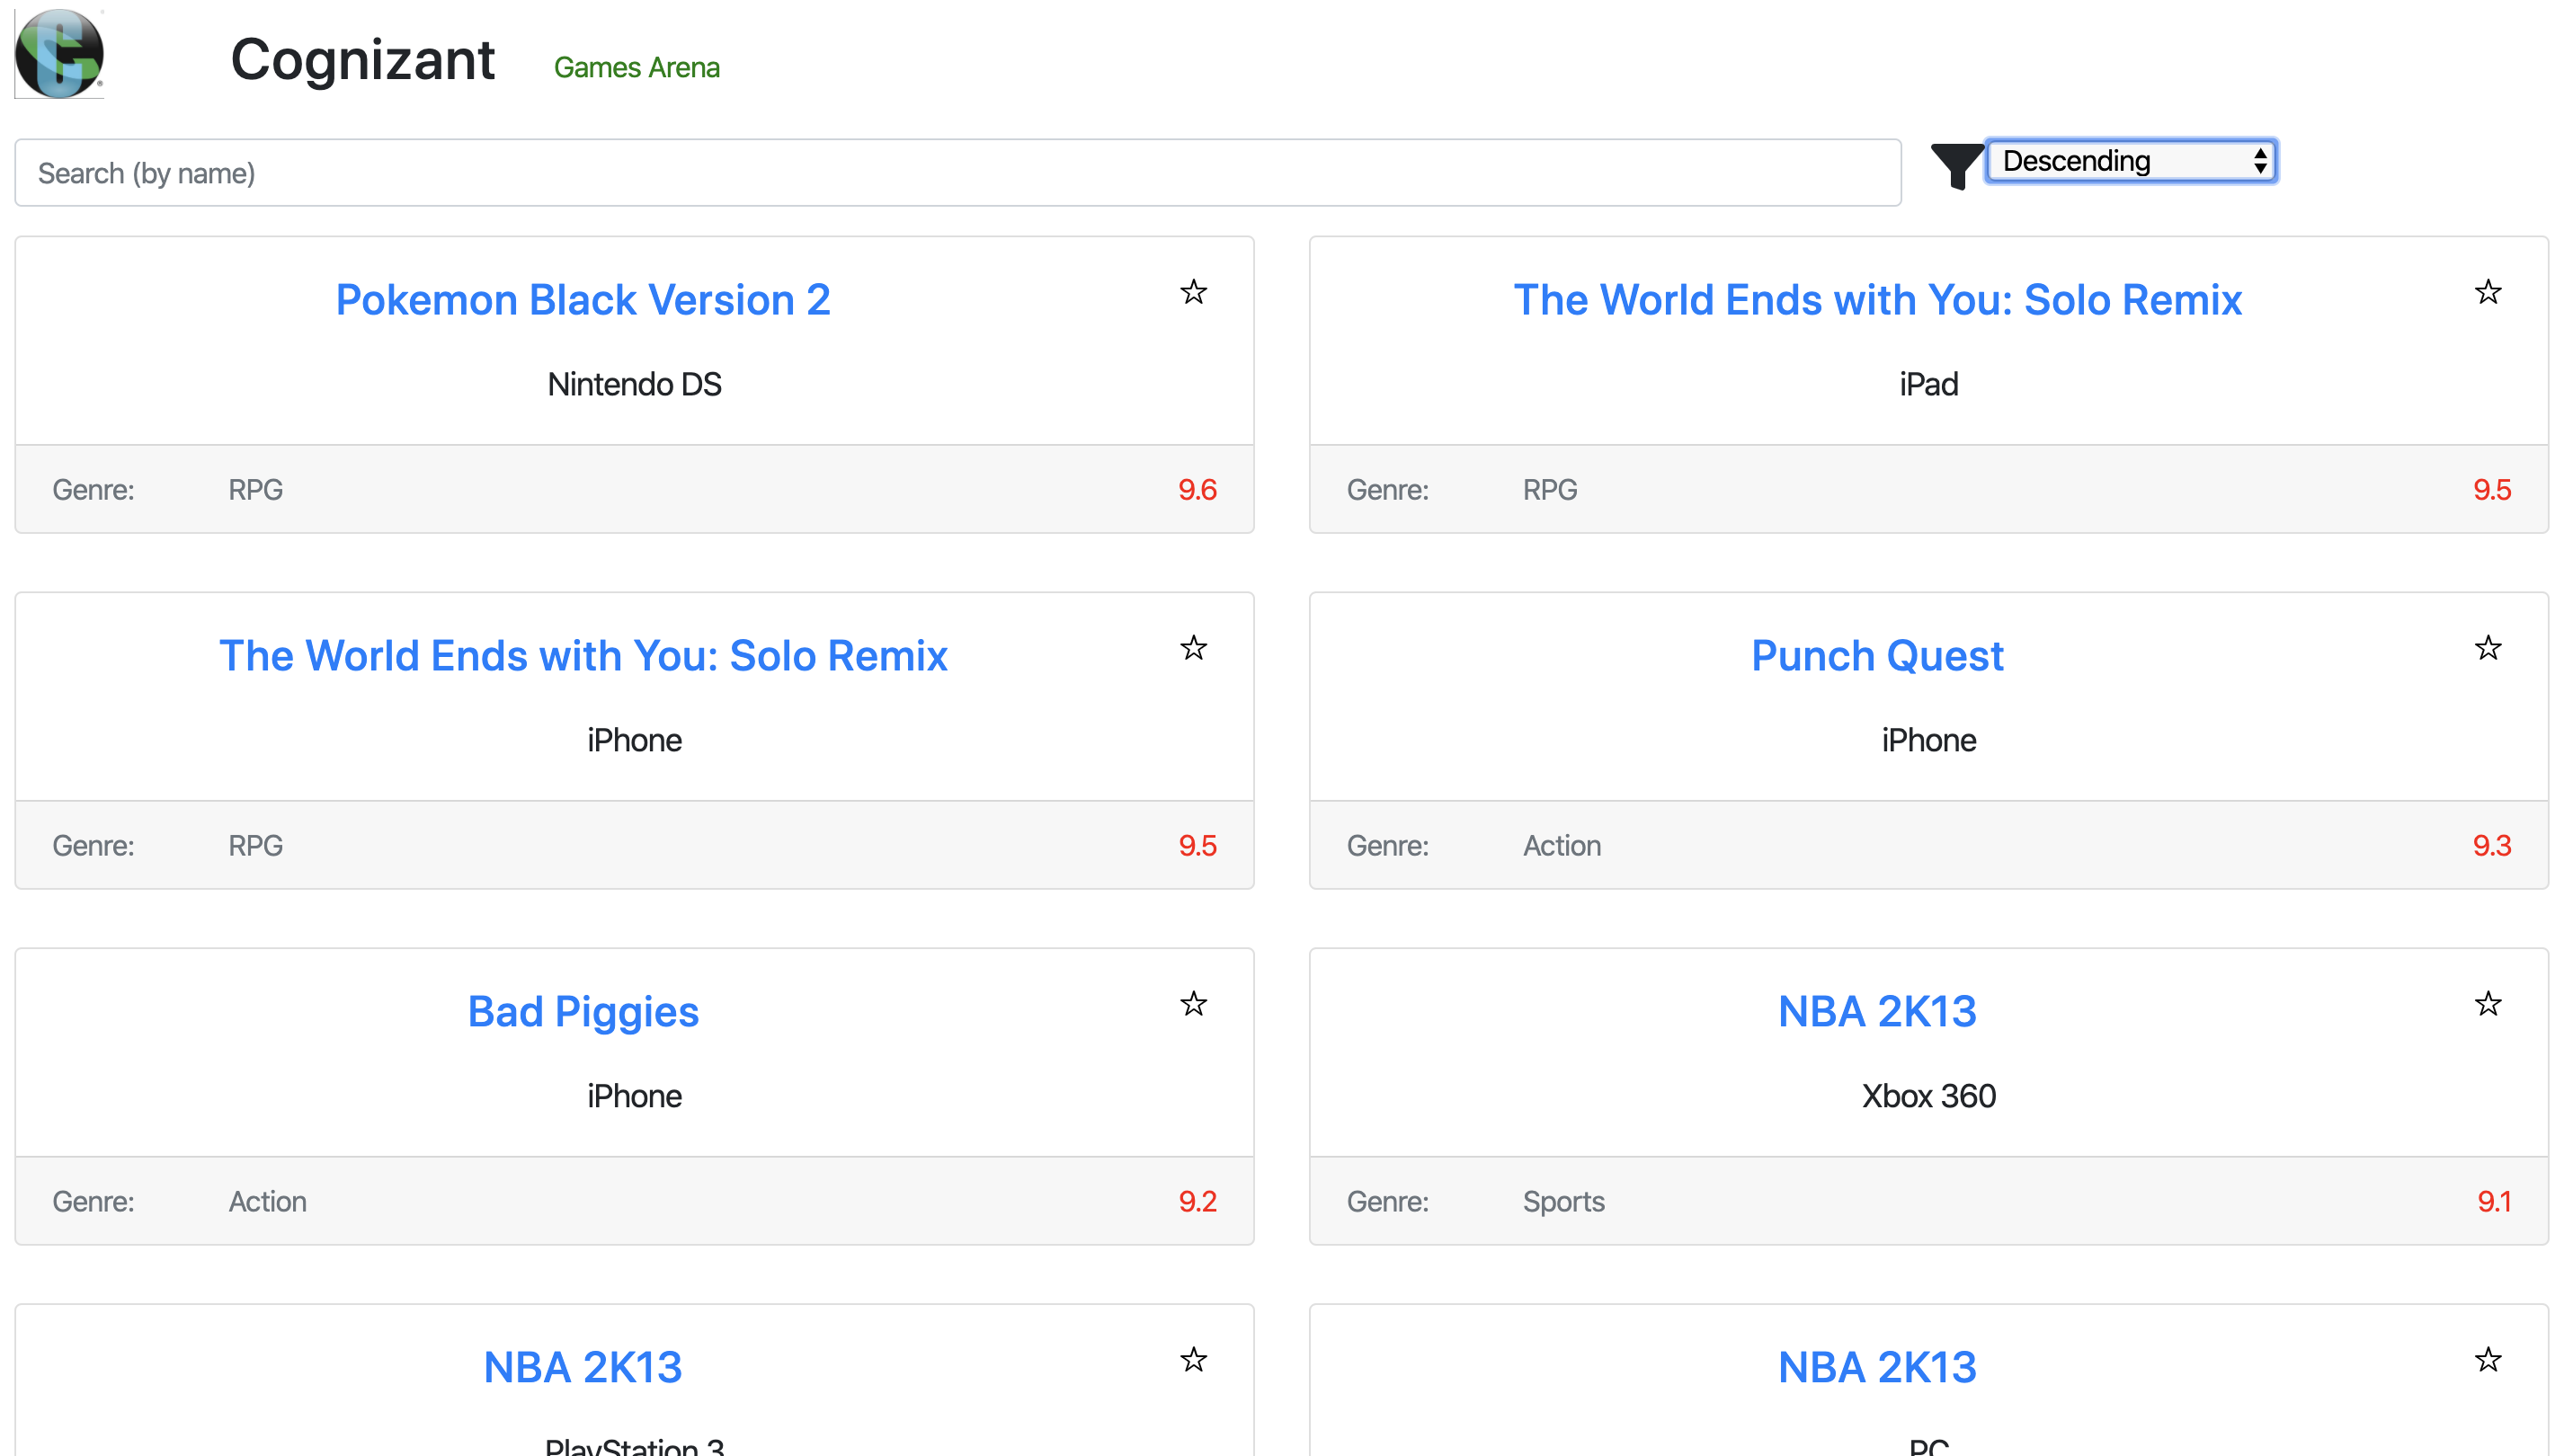 Cognizant Games Arena
Search (by name) Descending
Pokemon Black Version 2
Nintendo DS
Genre: RPG 9.6
The World Ends with You: Solo Remix
iPad
Genre: RPG 9.5
The World Ends with You: Solo Remix
iPhone
Genre: RPG 9.5
Punch Quest
iPhone
Genre: Action 9.3
Bad Piggies
iPhone
Genre: Action 9.2
NBA 2K13
Xbox 360
Genre: Sports 9.1
NBA 2K13
PlayStation 3
NBA 2K13
PC